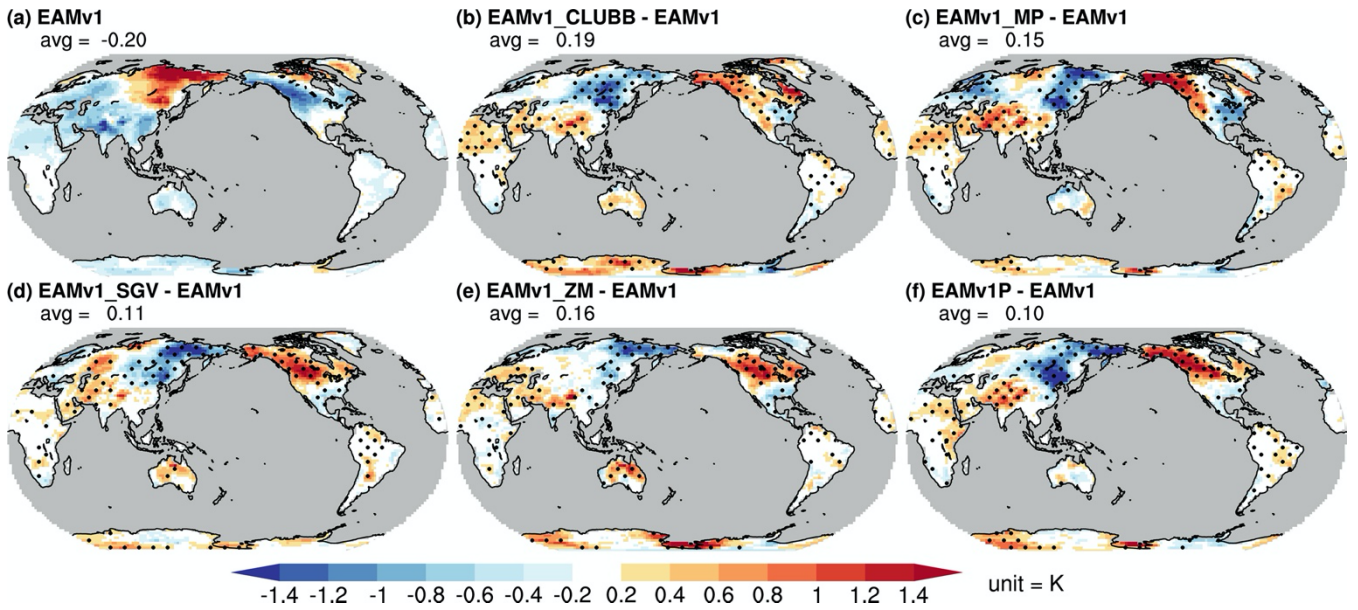 (a) EAMv1
avg = -0.20
(b) EAMv1_CLUBB - EAMv1
avg = 0.19
(c) EAMv1_MP - EAMv1
avg = 0.15
(d) EAMv1_SGV - EAMv1
avg = 0.11
(e) EAMv1_ZM - EAMv1
avg = 0.16
(f) EAMv1P - EAMv1
avg = 0.10
-1.4 -1.2 -1 -0.8 -0.6 -0.4 -0.2 0.2 0.4 0.6 0.8 1 1.2 1.4 unit = K